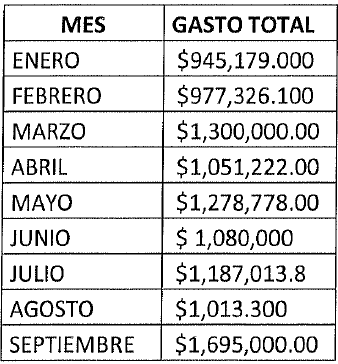 MES GASTO TOTAL
ENERO $945,179.000
FEBRERO $977,326.100
MARZO $1,300,000.00
ABRIL $1,051,222.00
MAYO $1,278,778.00
JUNIO $ 1,080,000
JULIO $1,187,013.8
AGOSTO $1,013.300
SEPTIEMBRE $1,695,000.00